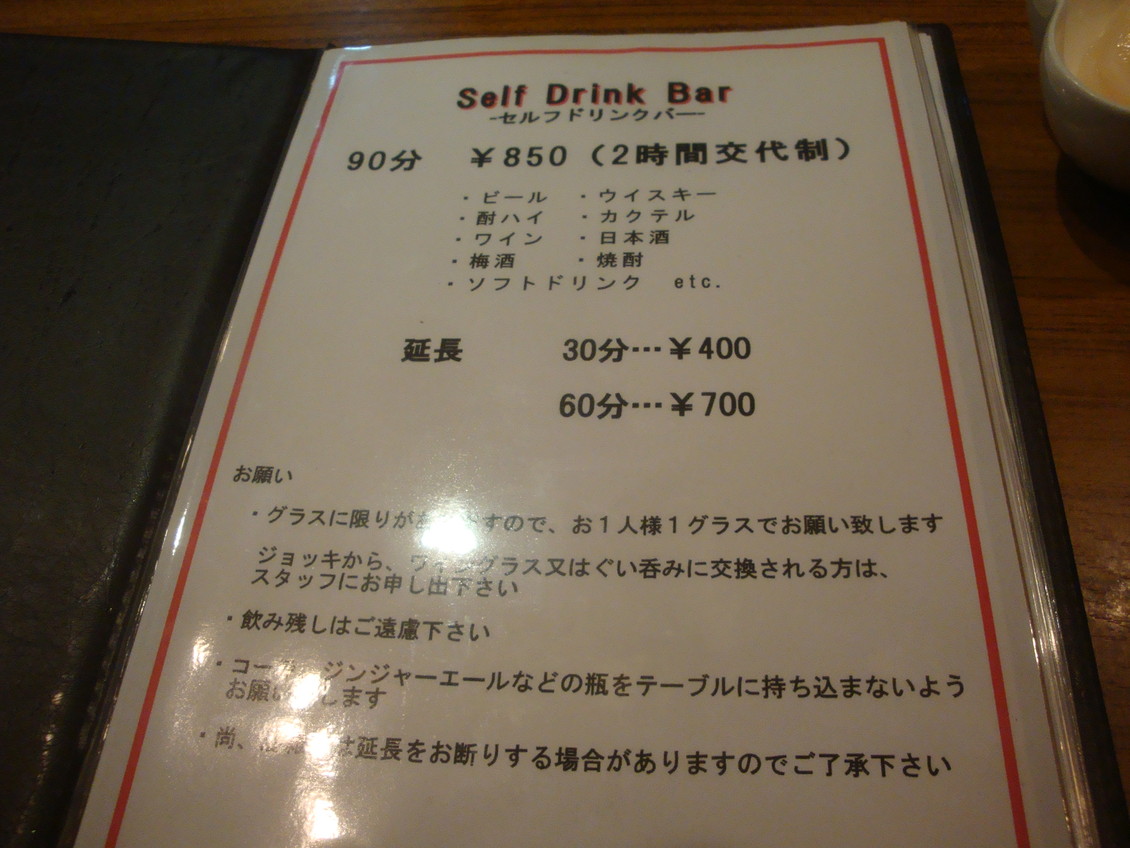 Self Drink Bar
-セルフドリンクバー-
90分 ￥850（2時間交代制）
・ビール ・ウイスキー
・酎ハイ ・カクテル
・ワイン ・日本酒
・梅酒 ・焼酎
・ソフトドリンク etc.
延長 30分…￥400
60分…￥700
お願い
・グラスに限りがありますので、お１人様１グラスでお願い致します
ジョッキから、ワイングラス又はぐい呑みに交換される方は、
スタッフにお申し出下さい
・飲み残しはご遠慮下さい
・コーラ、ジンジャーエールなどの瓶をテーブルに持ち込まないよう
お願い致します
・尚、は延長をお断りする場合がありますのでご了承下さい